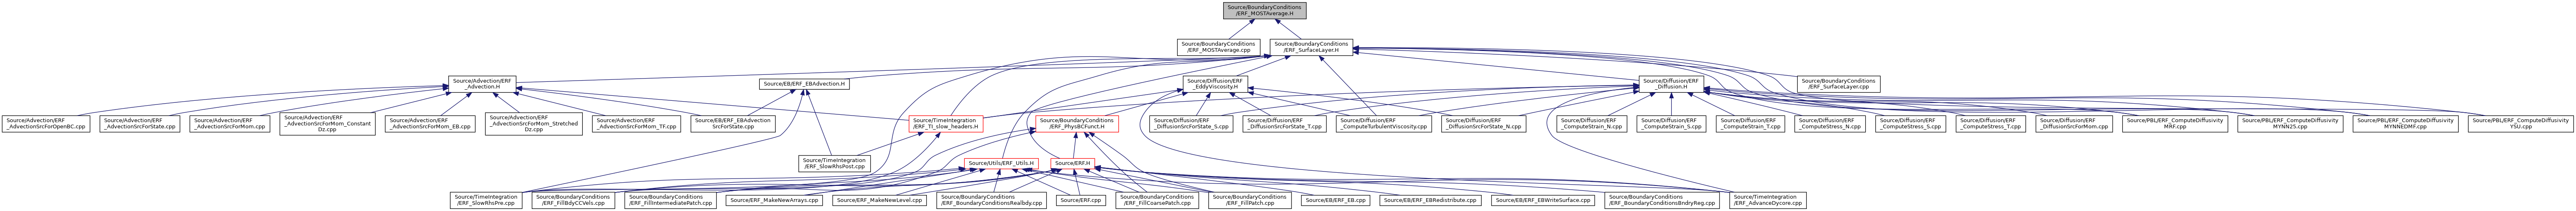 Source/BoundaryConditions
/ERF_MOSTAverage.H
Source/BoundaryConditions
/ERF_MOSTAverage.cpp
Source/BoundaryConditions
/ERF_SurfaceLayer.H
Source/Advection/ERF
_Advection.H
Source/EB/ERF_EBAdvection.H
Source/Diffusion/ERF
_EddyViscosity.H
Source/Diffusion/ERF
_Diffusion.H
Source/BoundaryConditions
/ERF_SurfaceLayer.cpp
Source/Advection/ERF
_AdvectionSrcForOpenBC.cpp
Source/Advection/ERF
_AdvectionSrcForState.cpp
Source/Advection/ERF
_AdvectionSrcForMom.cpp
Source/Advection/ERF
_AdvectionSrcForMom_Constant
Dz.cpp
Source/Advection/ERF
_AdvectionSrcForMom_EB.cpp
Source/Advection/ERF
_AdvectionSrcForMom_Stretched
Dz.cpp
Source/Advection/ERF
_AdvectionSrcForMom_TF.cpp
Source/EB/ERF_EBAdvection
SrcForState.cpp
Source/TimeIntegration
/ERF_TI_slow_headers.H
Source/BoundaryConditions
/ERF_PhysBCFunct.H
Source/Diffusion/ERF
_DiffusionSrcForState_S.cpp
Source/Diffusion/ERF
_DiffusionSrcForState_T.cpp
Source/Diffusion/ERF
_ComputeTurbulentViscosity.cpp
Source/Diffusion/ERF
_DiffusionSrcForState_N.cpp
Source/Diffusion/ERF
_ComputeStrain_N.cpp
Source/Diffusion/ERF
_ComputeStrain_S.cpp
Source/Diffusion/ERF
_ComputeStrain_T.cpp
Source/Diffusion/ERF
_ComputeStress_N.cpp
Source/Diffusion/ERF
_ComputeStress_S.cpp
Source/Diffusion/ERF
_ComputeStress_T.cpp
Source/Diffusion/ERF
_DiffusionSrcForMom.cpp
Source/PBL/ERF_ComputeDiffusivity
MRF.cpp
Source/PBL/ERF_ComputeDiffusivity
MYNN25.cpp
Source/PBL/ERF_ComputeDiffusivity
MYNNEDMF.cpp
Source/PBL/ERF_ComputeDiffusivity
YSU.cpp
Source/TimeIntegration
/ERF_SlowRhsPost.cpp
Source/Utils/ERF_Utils.H
Source/ERF.H
Source/TimeIntegration
/ERF_SlowRhsPre.cpp
Source/BoundaryConditions
/ERF_FillBdyCCVels.cpp
Source/BoundaryConditions
/ERF_FillIntermediatePatch.cpp
Source/ERF_MakeNewArrays.cpp
Source/ERF_MakeNewLevel.cpp
Source/BoundaryConditions
/ERF_BoundaryConditionsRealbdy.cpp
Source/ERF.cpp
Source/BoundaryConditions
/ERF_FillCoarsePatch.cpp
Source/BoundaryConditions
/ERF_FillPatch.cpp
Source/EB/ERF_EB.cpp
Source/EB/ERF_EBRedistribute.cpp
Source/EB/ERF_EBWriteSurface.cpp
Source/BoundaryConditions
/ERF_BoundaryConditionsBndryReg.cpp
Source/TimeIntegration
/ERF_AdvanceDycore.cpp